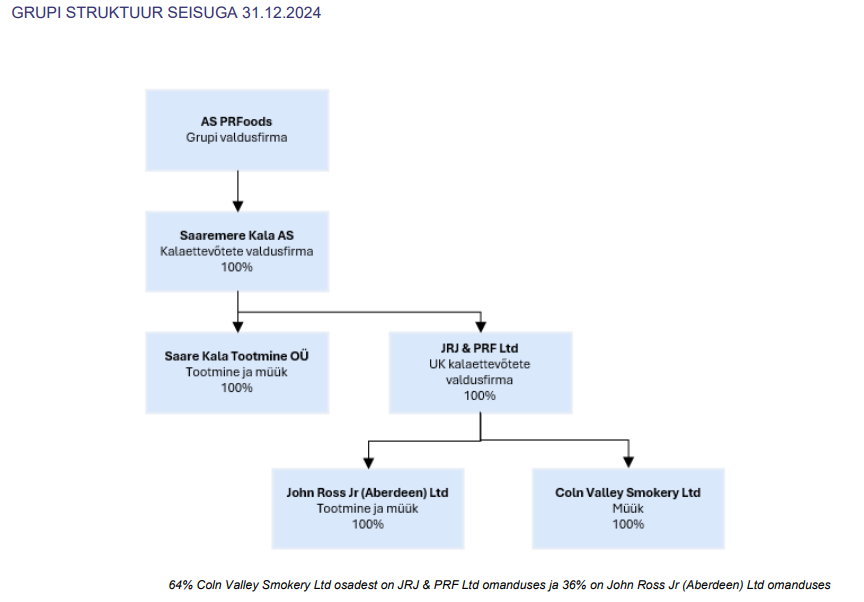 GRUPI STRUKTUUR SEISUGA 31.12.2024
AS PRFoods
Grupi valdusfirma
Saaremere Kala AS
Kalaettevõtete valdusfirma
100%
Saare Kala Tootmine OÜ
Tootmine ja müük
100%
JRJ & PRF Ltd
UK kalaettevõtete
valdusfirma
100%
John Ross Jr (Aberdeen) Ltd
Tootmine ja müük
100%
Coln Valley Smokery Ltd
Müük
100%
64% Coln Valley Smokery Ltd osadest on JRJ & PRF Ltd omanduses ja 36% on John Ross Jr (Aberdeen) Ltd omanduses